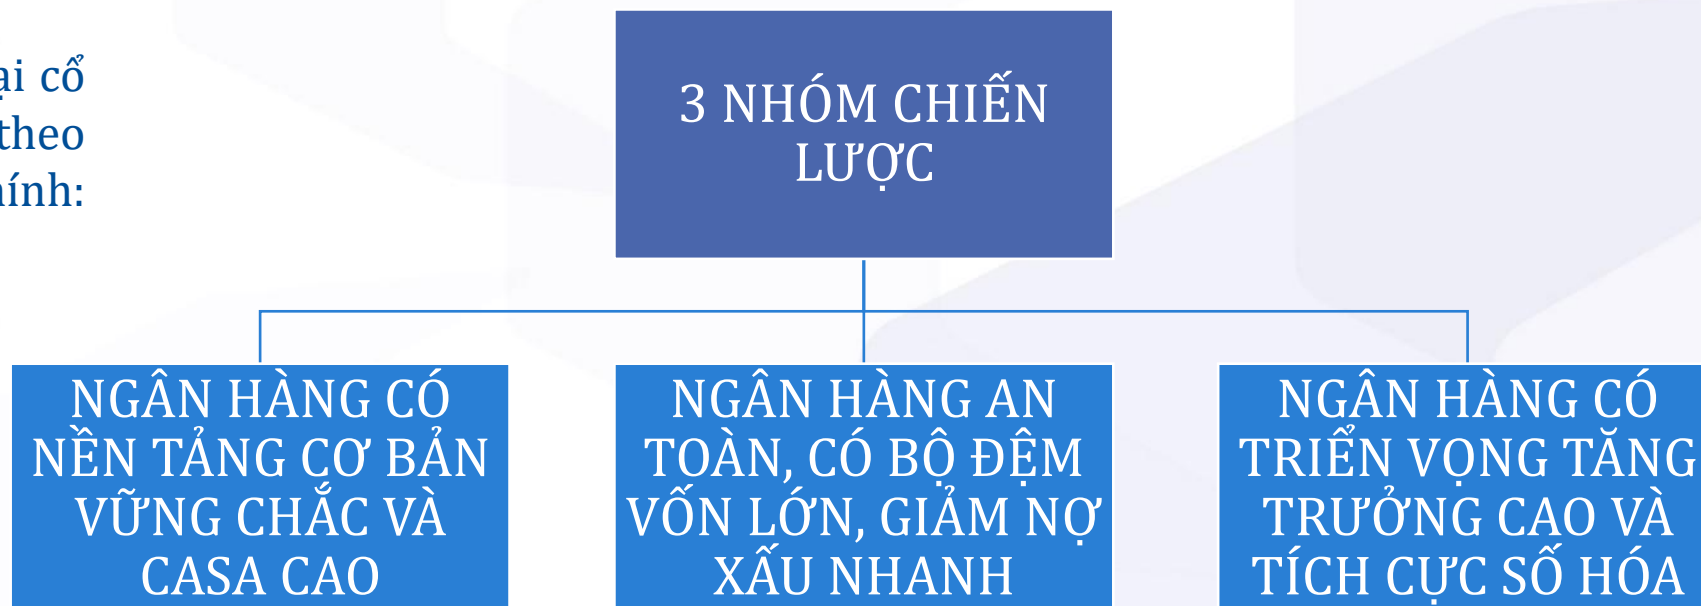 ại cổ
theo
hính:
3 NHÓM CHIẾN
LƯỢC
NGÂN HÀNG CÓ
NỀN TẢNG CƠ BẢN
VỮNG CHẮC VÀ
CASA CAO
NGÂN HÀNG AN
TOÀN, CÓ BỘ ĐỆM
VỐN LỚN, GIẢM NỢ
XẤU NHANH
NGÂN HÀNG CÓ
TRIỂN VỌNG TĂNG
TRƯỞNG CAO VÀ
TÍCH CỰC SỐ HÓA